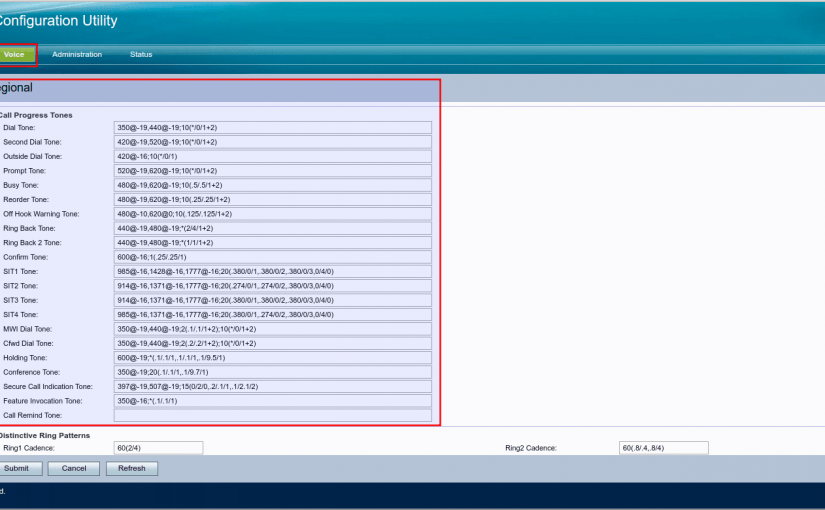 Configuration Utility
Voice Administration Status
egional
Call Progress Tones
Dial Tone: 350@-19,440@-19;10(*/0/1+2)
Second Dial Tone: 420@-19,520@-19;10(*/0/1+2)
Outside Dial Tone: 420@-16;10(*/0/1)
Prompt Tone: 520@-19,620@-19;10(*/0/1+2)
Busy Tone: 480@-19,620@-19;10(.5/.5/1+2)
Reorder Tone: 480@-19,620@-19;10(.25/.25/1+2)
Off Hook Warning Tone: 480@-10,620@0;10(.125/.125/1+2)
Ring Back Tone: 440@-19,480@-19;*(2/4/1+2)
Ring Back 2 Tone: 440@-19,480@-19;*(1/1/1+2)
Confirm Tone: 600@-16;1(.25/.25/1)
SIT1 Tone: 985@-16,1428@-16,1777@-16;20(.380/0/1,.380/0/2,.380/0/3,0/4/0)
SIT2 Tone: 914@-16,1371@-16,1777@-16;20(.274/0/1,.274/0/2,.380/0/3,0/4/0)
SIT3 Tone: 914@-16,1371@-16,1777@-16;20(.380/0/1,.380/0/2,.380/0/3,0/4/0)
SIT4 Tone: 985@-16,1371@-16,1777@-16;20(.380/0/1,.274/0/2,.380/0/3,0/4/0)
MWI Dial Tone: 350@-19,440@-19;2(.1/.1/1+2);10(*/0/1+2)
Cfwd Dial Tone: 350@-19,440@-19;2(.2/.2/1+2);10(*/0/1+2)
Holding Tone: 600@-19;*(.1/.1/1,.1/.1/1,.1/9.5/1)
Conference Tone: 350@-19;20(.1/.1/1,.1/9.7/1)
Secure Call Indication Tone: 397@-19,507@-19;15(0/2/0,.2/.1/1,.1/2.1/2)
Feature Invocation Tone: 350@-16;*(.1/.1/1)
Call Remind Tone:
Distinctive Ring Patterns
Ring1 Cadence: 60(2/4) Ring2 Cadence: 60(.8/.4,.8/4)
Submit Cancel Refresh
d.